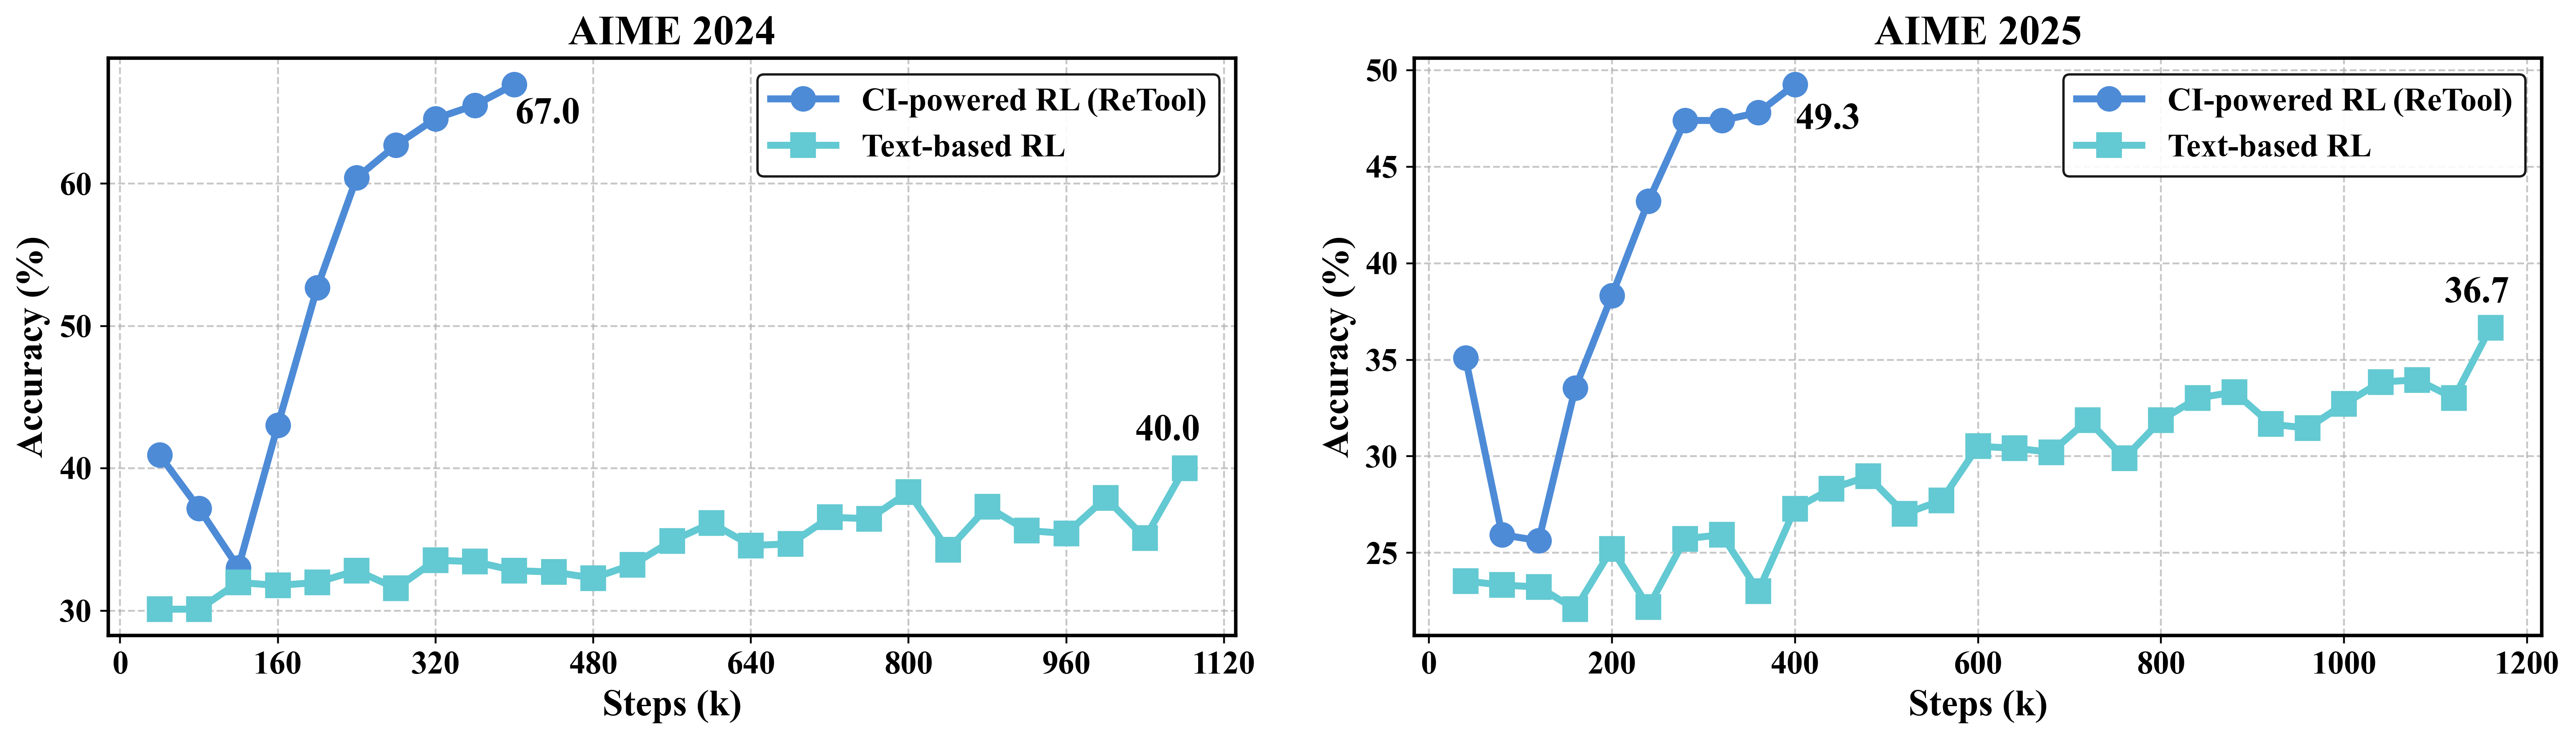 AIME 2024
CI-powered RL (ReTool)
Text-based RL
67.0
40.0
Accuracy (%)
60
50
40
30
0 160 320 480 640 800 960 1120
Steps (k)
AIME 2025
CI-powered RL (ReTool)
Text-based RL
49.3
36.7
Accuracy (%)
50
45
40
35
30
25
0 200 400 600 800 1000 1200
Steps (k)